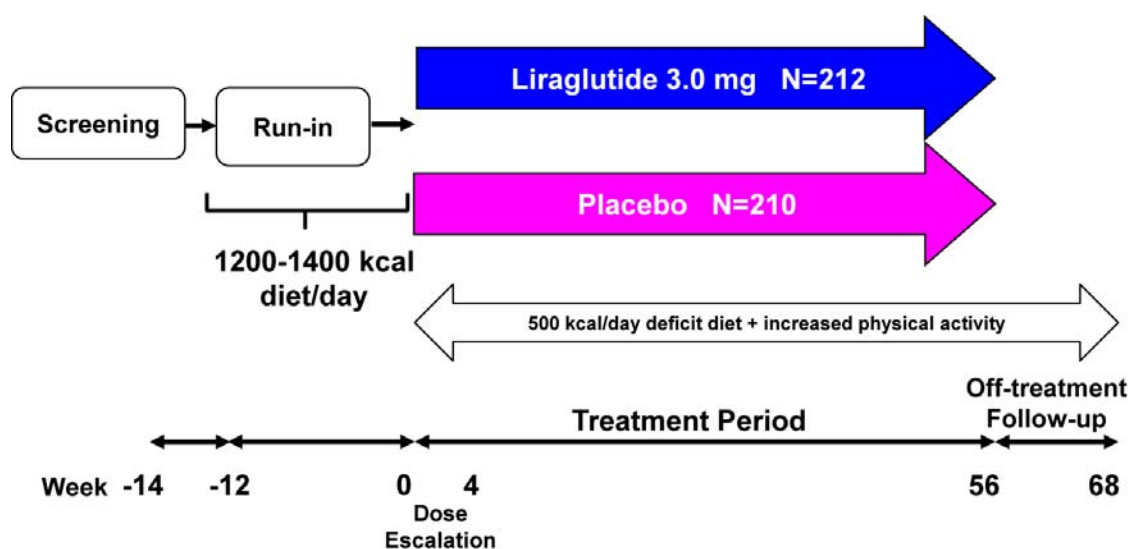 Liraglutide 3.0 mg N=212
Screening
Run-in
Placebo N=210
1200-1400 kcal
diet/day
500 kcal/day deficit diet + increased physical activity
Off-treatment
Follow-up
Treatment Period
Week -14 -12 0 4 56 68
Dose
Escalation